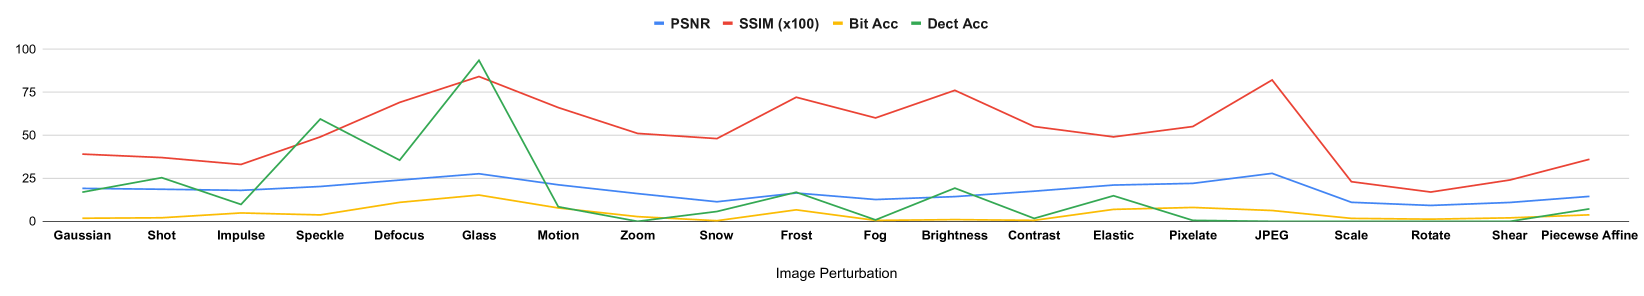 PSNR SSIM (x100) Bit Acc Dect Acc
100
75
50
25
0
Gaussian Shot Impulse Speckle Defocus Glass Motion Zoom Snow Frost Fog Brightness Contrast Elastic Pixelate JPEG Scale Rotate Shear Piecewse Affine
Image Perturbation